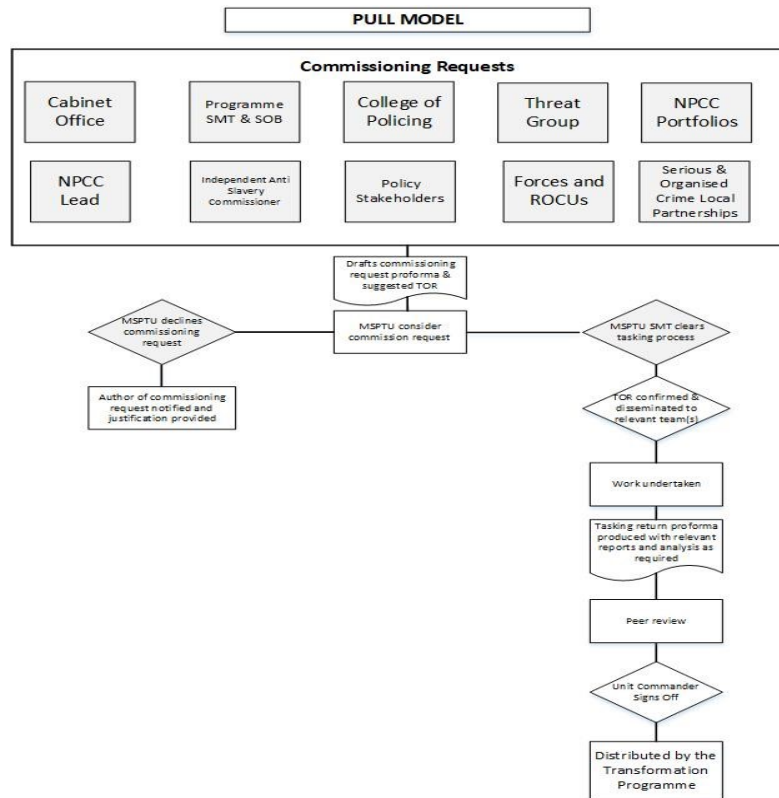 PULL MODEL
Commissioning Requests
Cabinet
Office
Programme
SMT & SOB
College of
Policing
Threat
Group
NPCC
Portfolios
NPCC
Lead
Independent Anti
Slavery
Commissioner
Policy
Stakeholders
Forces and
ROCUs
Serious &
Organised
Crime Local
Partnerships
Drafts commissioning
request proforma &
suggested TOR
MSPTU declines
commissioning
request
MSPTU consider
commission request
MSPTU SMT clears
tasking process
Author of commissioning
request notified and
justification provided
TOR confirmed &
disseminated to
relevant team(s)
Work undertaken
Tasking return proforma
produced with relevant
reports and analysis as
required
Peer review
Unit Commander
Signs Off
Distributed by the
Transformation
Programme